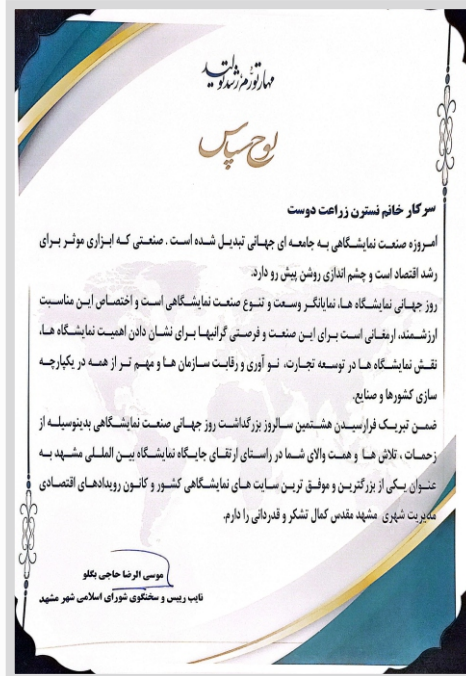 مهار تورم، رشد تولید
لوح سپاس
سرکار خانم نسترن زراعت دوست
امروزه صنعت نمایشگاهی به جامعه ای جهانی تبدیل شده است . صنعتی که ابزاری موثر برای
رشد اقتصاد است و چشم اندازی روشن پیش رو دارد.
روز جهانی نمایشگاه ها، نمایانگر وسعت و تنوع صنعت نمایشگاهی است و اختصاص این مناسبت
ارزشمند، ارمغانی است برای این صنعت و فرصتی گرانبها برای نشان دادن اهمیت نمایشگاه ها،
نقش نمایشگاه ها در توسعه تجارت، نو آوری و رقابت سازمان ها و مهم تر از همه در یکپارچه
سازی کشورها و صنایع.
ضمن تبریک فرارسیدن هشتمین سالروز بزرگداشت روز جهانی صنعت نمایشگاهی بدینوسیله از
زحمات ، تلاش ها و همت والای شما در راستای ارتقای جایگاه نمایشگاه بین المللی مشهد به
عنوان یکی از بزرگترین و موفق ترین سایت های نمایشگاهی کشور و کانون رویدادهای اقتصادی
مدیریت شهری مشهد مقدس کمال تشکر و قدردانی را دارم.
موسی الرضا حاجی بگلو
نایب رییس و سخنگوی شورای اسلامی شهر مشهد